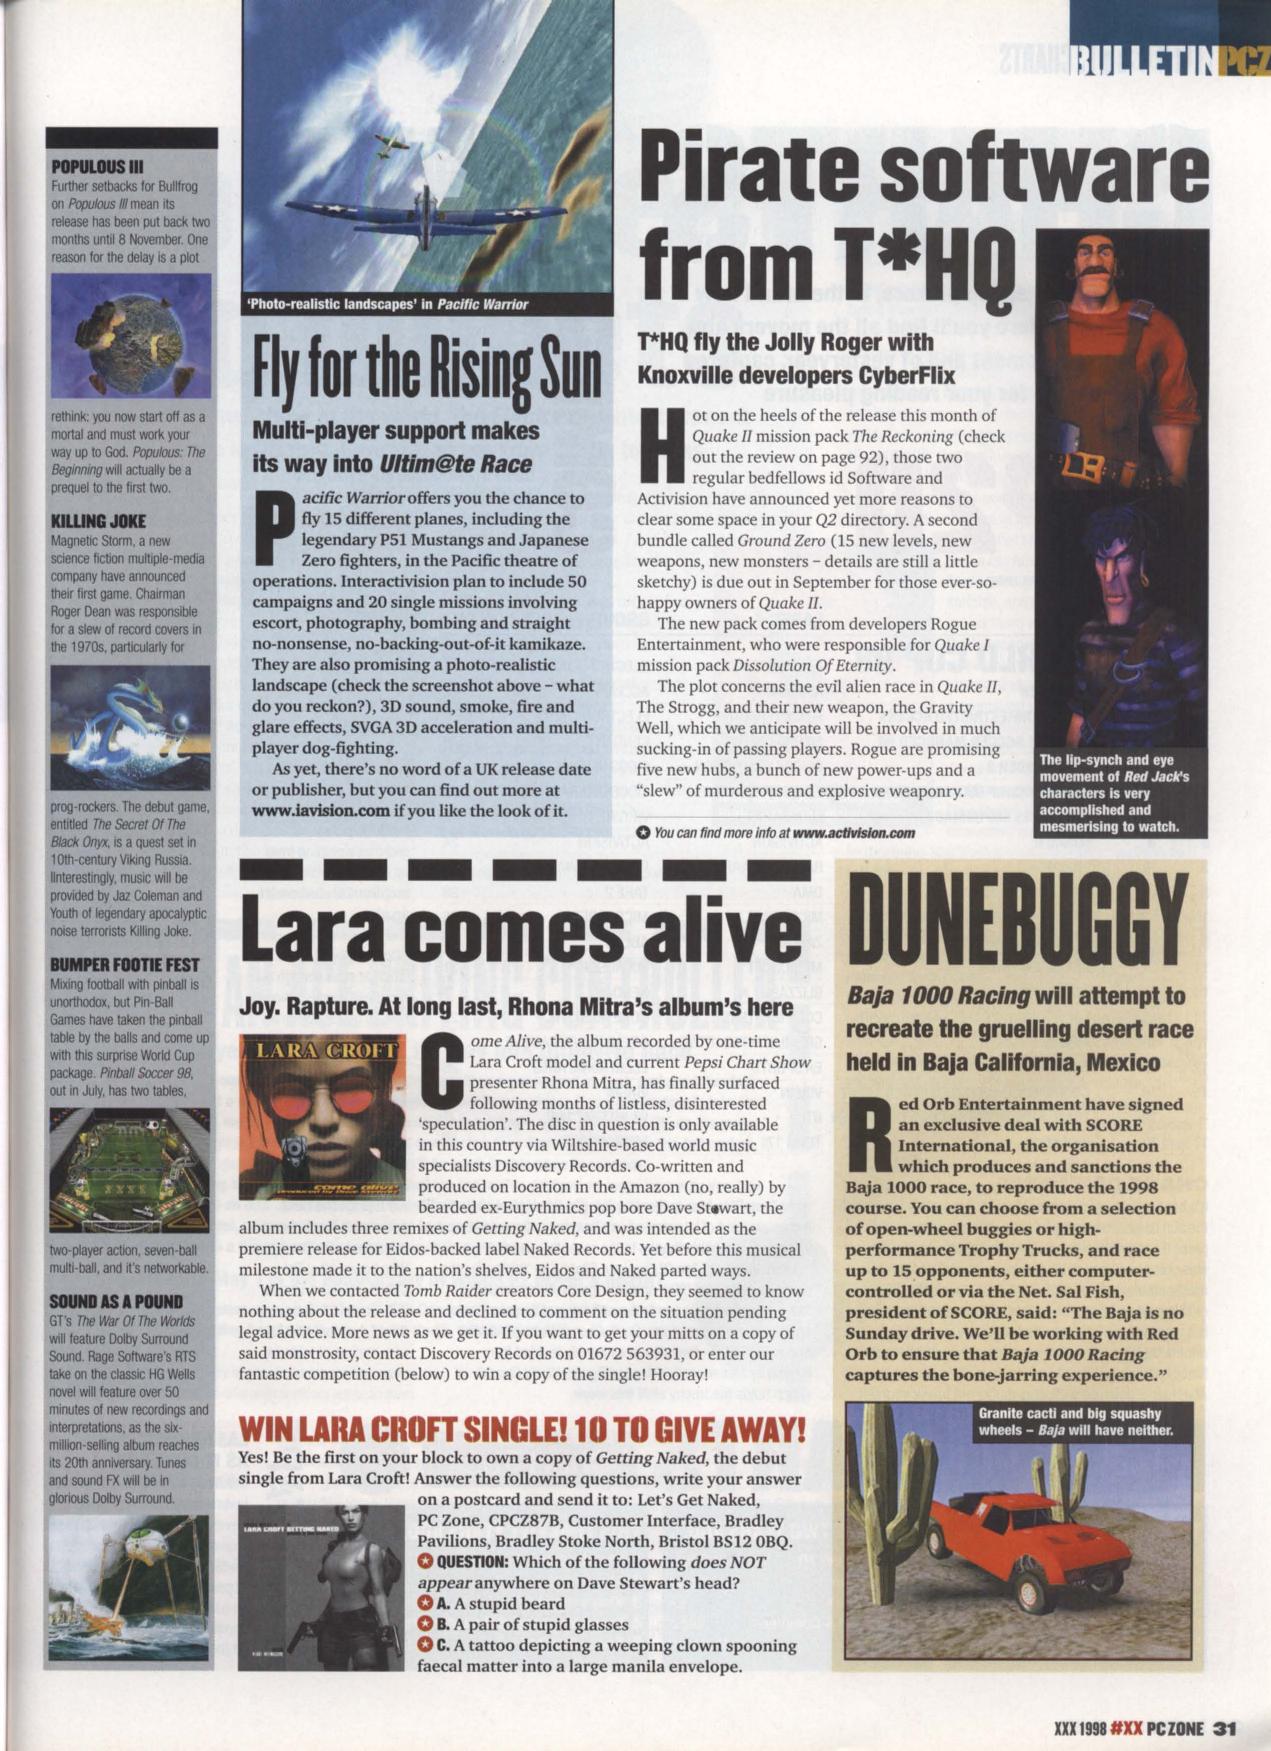 BULLETIN PCZ
POPULOUS III
Further setbacks for Bullfrog
on Populous III mean its
release has been put back two
months until 8 November. One
reason for the delay is a plot
rethink: you now start off as a
mortal and must work your
way up to God. Populous: The
Beginning will actually be a
prequel to the first two.
KILLING JOKE
Magnetic Storm, a new
science fiction multiple-media
company have announced
their first game. Chairman
Roger Dean was responsible
for a slew of record covers in
the 1970s, particularly for
prog-rockers. The debut game,
entitled The Secret Of The
Black Onyx, is a quest set in
10th-century Viking Russia.
IInterestingly, music will be
provided by Jaz Coleman and
Youth of legendary apocalyptic
noise terrorists Killing Joke.
BUMPER FOOTIE FEST
Mixing football with pinball is
unorthodox, but Pin-Ball
Games have taken the pinball
table by the balls and come up
with this surprise World Cup
package. Pinball Soccer 98,
out in July, has two tables,
two-player action, seven-ball
multi-ball, and it's networkable.
SOUND AS A POUND
GT's The War Of The Worlds
will feature Dolby Surround
Sound. Rage Software's RTS
take on the classic HG Wells
novel will feature over 50
minutes of new recordings and
interpretations, as the six-
million-selling album reaches
its 20th anniversary. Tunes
and sound FX will be in
glorious Dolby Surround.
'Photo-realistic landscapes' in Pacific Warrior
Fly for the Rising Sun
Multi-player support makes
its way into Ultim@te Race
Pacific Warrior offers you the chance to
fly 15 different planes, including the
legendary P51 Mustangs and Japanese
Zero fighters, in the Pacific theatre of
operations. Interactivision plan to include 50
campaigns and 20 single missions involving
escort, photography, bombing and straight
no-nonsense, no-backing-out-of-it kamikaze.
They are also promising a photo-realistic
landscape (check the screenshot above – what
do you reckon?), 3D sound, smoke, fire and
glare effects, SVGA 3D acceleration and multi-
player dog-fighting.
As yet, there's no word of a UK release date
or publisher, but you can find out more at
www.iavision.com if you like the look of it.
Pirate software
from T*HQ
T*HQ fly the Jolly Roger with
Knoxville developers CyberFlix
Hot on the heels of the release this month of
Quake II mission pack The Reckoning (check
out the review on page 92), those two
regular bedfellows id Software and
Activision have announced yet more reasons to
clear some space in your Q2 directory. A second
bundle called Ground Zero (15 new levels, new
weapons, new monsters – details are still a little
sketchy) is due out in September for those ever-so-
happy owners of Quake II.
The new pack comes from developers Rogue
Entertainment, who were responsible for Quake I
mission pack Dissolution Of Eternity.
The plot concerns the evil alien race in Quake II,
The Strogg, and their new weapon, the Gravity
Well, which we anticipate will be involved in much
sucking-in of passing players. Rogue are promising
five new hubs, a bunch of new power-ups and a
"slew" of murderous and explosive weaponry.
You can find more info at www.activision.com
The lip-synch and eye
movement of Red Jack's
characters is very
accomplished and
mesmerising to watch.
Lara comes alive
Joy. Rapture. At long last, Rhona Mitra's album's here
LARA CROFT
come alive
produced by Dave Stewart
Come Alive, the album recorded by one-time
Lara Croft model and current Pepsi Chart Show
presenter Rhona Mitra, has finally surfaced
following months of listless, disinterested
'speculation'. The disc in question is only available
in this country via Wiltshire-based world music
specialists Discovery Records. Co-written and
produced on location in the Amazon (no, really) by
bearded ex-Eurythmics pop bore Dave Stewart, the
album includes three remixes of Getting Naked, and was intended as the
premiere release for Eidos-backed label Naked Records. Yet before this musical
milestone made it to the nation's shelves, Eidos and Naked parted ways.
When we contacted Tomb Raider creators Core Design, they seemed to know
nothing about the release and declined to comment on the situation pending
legal advice. More news as we get it. If you want to get your mitts on a copy of
said monstrosity, contact Discovery Records on 01672 563931, or enter our
fantastic competition (below) to win a copy of the single! Hooray!
WIN LARA CROFT SINGLE! 10 TO GIVE AWAY!
Yes! Be the first on your block to own a copy of Getting Naked, the debut
single from Lara Croft! Answer the following questions, write your answer
on a postcard and send it to: Let's Get Naked,
PC Zone, CPCZ87B, Customer Interface, Bradley
Pavilions, Bradley Stoke North, Bristol BS12 0BQ.
QUESTION: Which of the following does NOT
appear anywhere on Dave Stewart's head?
A. A stupid beard
B. A pair of stupid glasses
C. A tattoo depicting a weeping clown spooning
faecal matter into a large manila envelope.
LARA CROFT GETTING NAKED
DUNEBUGGY
Baja 1000 Racing will attempt to
recreate the gruelling desert race
held in Baja California, Mexico
Red Orb Entertainment have signed
an exclusive deal with SCORE
International, the organisation
which produces and sanctions the
Baja 1000 race, to reproduce the 1998
course. You can choose from a selection
of open-wheel buggies or high-
performance Trophy Trucks, and race
up to 15 opponents, either computer-
controlled or via the Net. Sal Fish,
president of SCORE, said: "The Baja is no
Sunday drive. We'll be working with Red
Orb to ensure that Baja 1000 Racing
captures the bone-jarring experience."
Granite cacti and big squashy
wheels – Baja will have neither.
XXX 1998 #XX PC ZONE 31